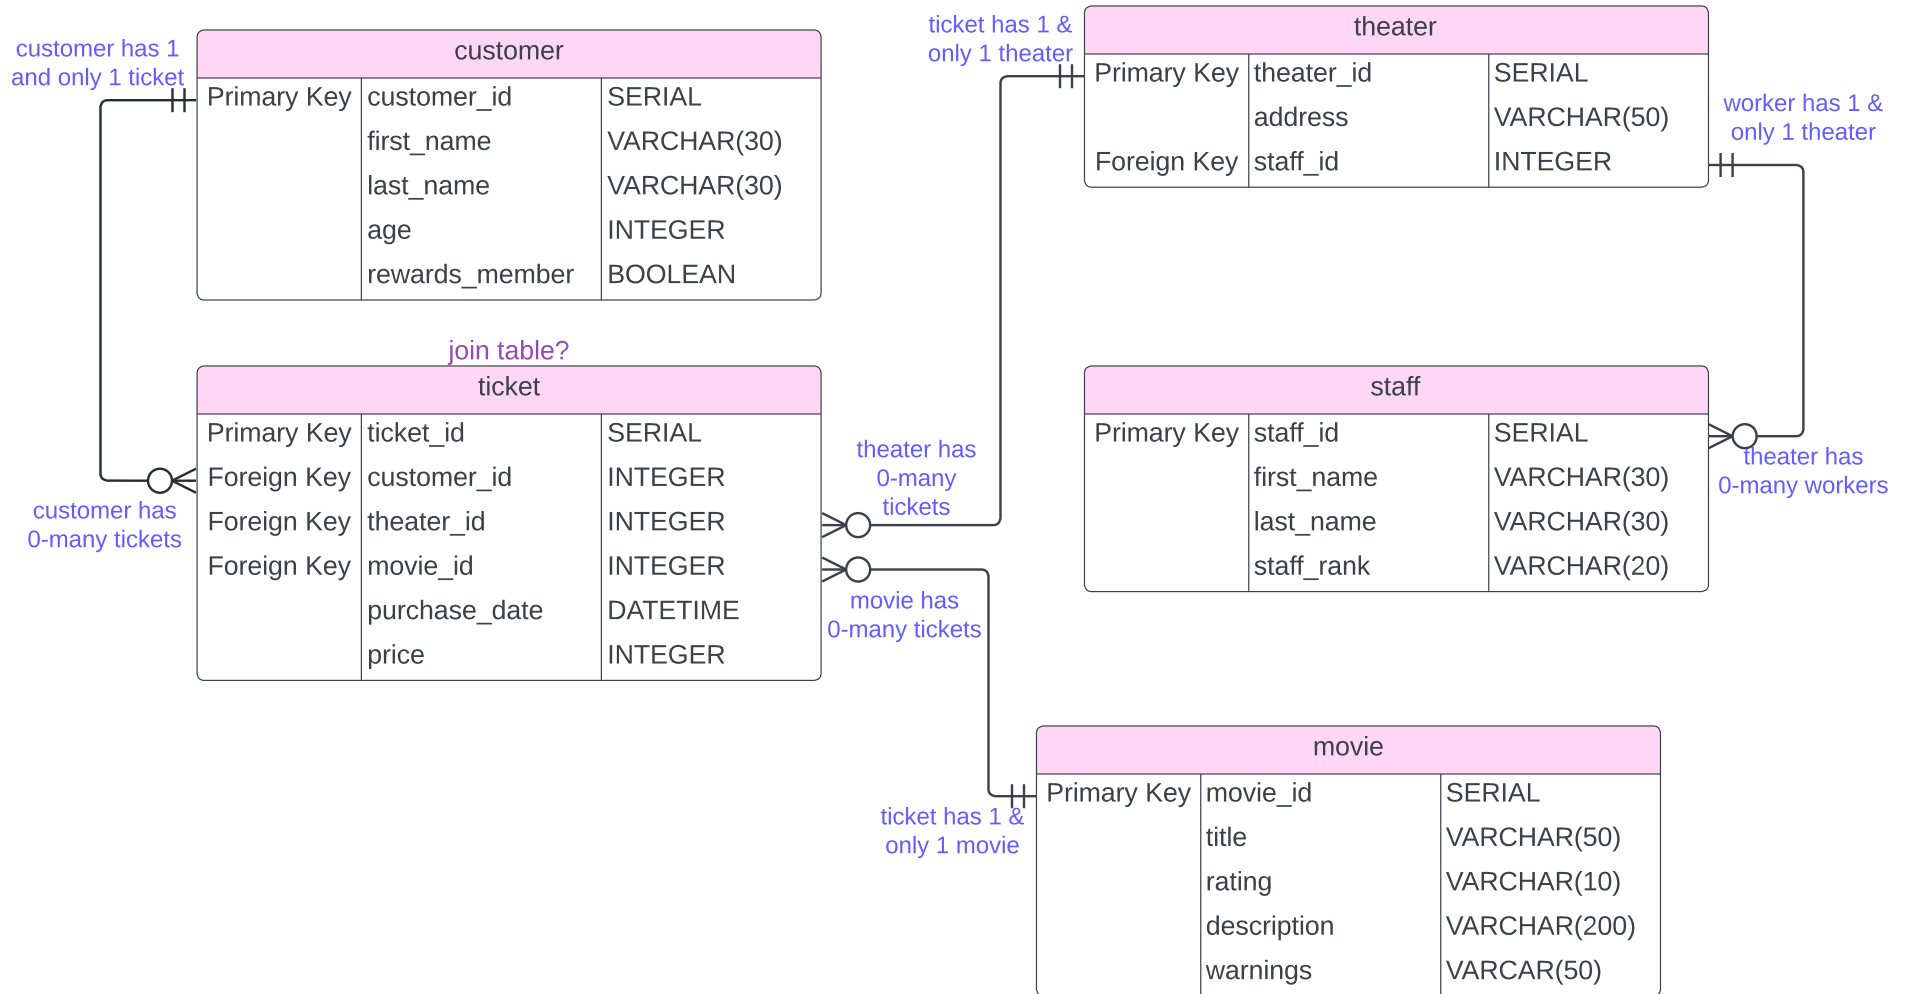 customer has 1
and only 1 ticket
customer
Primary Key customer_id SERIAL
first_name VARCHAR(30)
last_name VARCHAR(30)
age INTEGER
rewards_member BOOLEAN
join table?
ticket
Primary Key ticket_id SERIAL
Foreign Key customer_id INTEGER
Foreign Key theater_id INTEGER
Foreign Key movie_id INTEGER
purchase_date DATETIME
price INTEGER
customer has
0-many tickets
ticket has 1 &
only 1 theater
theater
Primary Key theater_id SERIAL
address VARCHAR(50)
Foreign Key staff_id INTEGER
worker has 1 &
only 1 theater
theater has
0-many
tickets
staff
Primary Key staff_id SERIAL
first_name VARCHAR(30)
last_name VARCHAR(30)
staff_rank VARCHAR(20)
theater has
0-many workers
movie has
0-many tickets
ticket has 1 &
only 1 movie
movie
Primary Key movie_id SERIAL
title VARCHAR(50)
rating VARCHAR(10)
description VARCHAR(200)
warnings VARCAR(50)